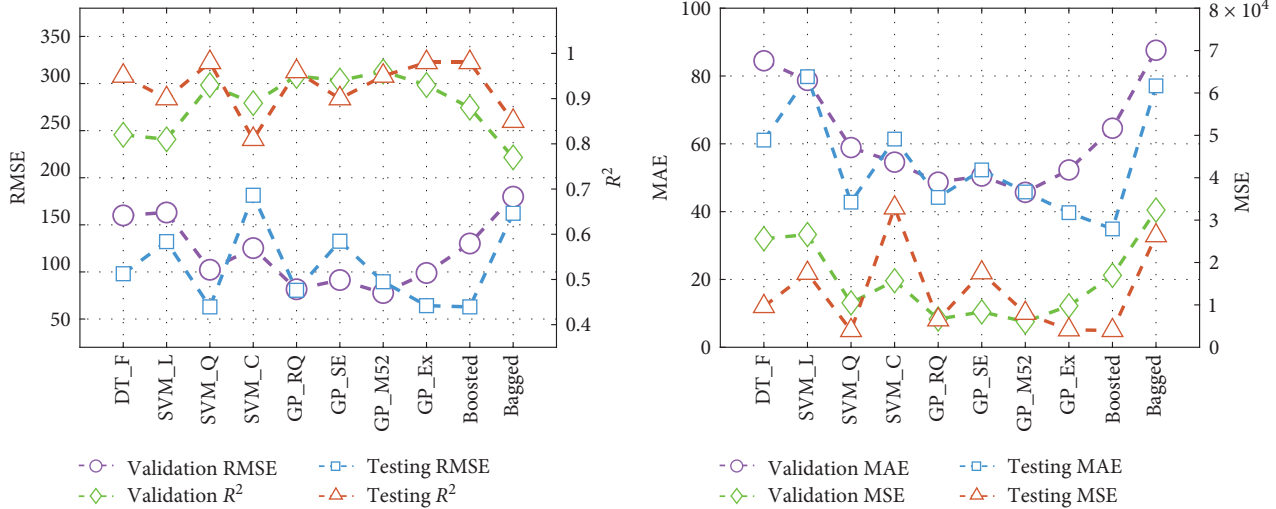 350
300
250
200
150
100
50
RMSE
1
0.9
0.8
0.7
0.6
0.5
0.4
R²
DT_F
SVM_L
SVM_Q
SVM_C
GP_RQ
GP_SE
GP_M52
GP_Ex
Boosted
Bagged
Validation RMSE
Testing RMSE
Validation R²
Testing R²
100
80
60
40
20
0
MAE
8 × 10⁴
7
6
5
4
3
2
1
0
MSE
DT_F
SVM_L
SVM_Q
SVM_C
GP_RQ
GP_SE
GP_M52
GP_Ex
Boosted
Bagged
Validation MAE
Testing MAE
Validation MSE
Testing MSE